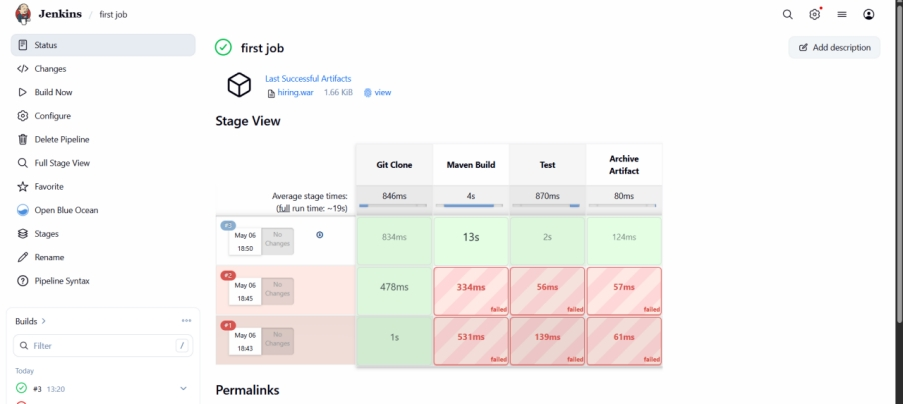 Jenkins / first job
Status
Changes
Build Now
Configure
Delete Pipeline
Full Stage View
Favorite
Open Blue Ocean
Stages
Rename
Pipeline Syntax
Builds >
Filter /
Today
#3 13:20
first job
Add description
Last Successful Artifacts
hiring.war 1.66 KiB view
Stage View
Git Clone Maven Build Test Archive Artifact
Average stage times: 846ms 4s 870ms 80ms
(full run time: ~19s)
#3
May 06 18:50 No Changes 834ms 13s 2s 124ms
#2
May 06 18:45 No Changes 478ms 334ms failed 56ms failed 57ms failed
#1
May 06 18:43 No Changes 1s 531ms failed 139ms failed 61ms failed
Permalinks